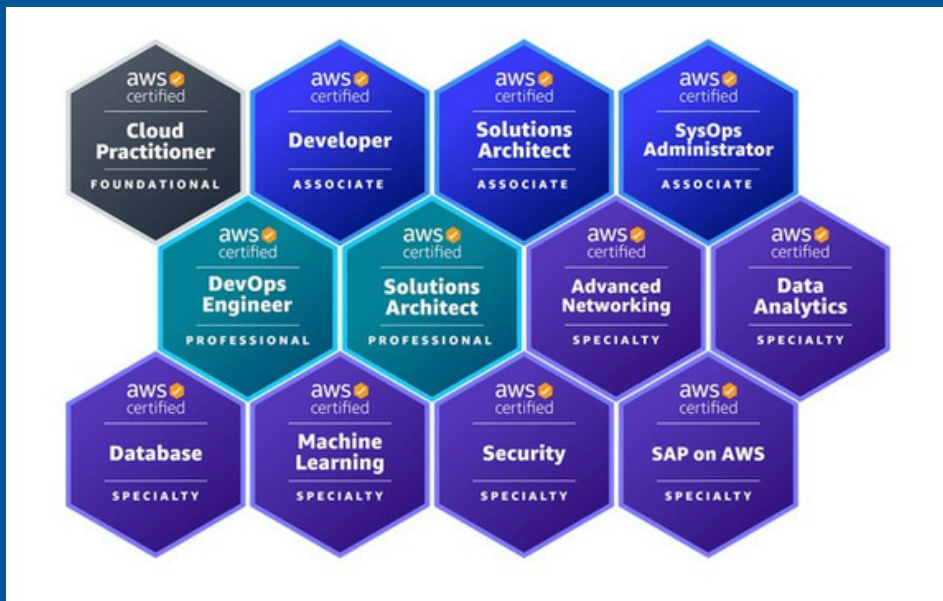 aws
certified
Cloud
Practitioner
FOUNDATIONAL
aws
certified
Developer
ASSOCIATE
aws
certified
Solutions
Architect
ASSOCIATE
aws
certified
SysOps
Administrator
ASSOCIATE
aws
certified
DevOps
Engineer
PROFESSIONAL
aws
certified
Solutions
Architect
PROFESSIONAL
aws
certified
Advanced
Networking
SPECIALTY
aws
certified
Data
Analytics
SPECIALTY
aws
certified
Database
SPECIALTY
aws
certified
Machine
Learning
SPECIALTY
aws
certified
Security
SPECIALTY
aws
certified
SAP on AWS
SPECIALTY